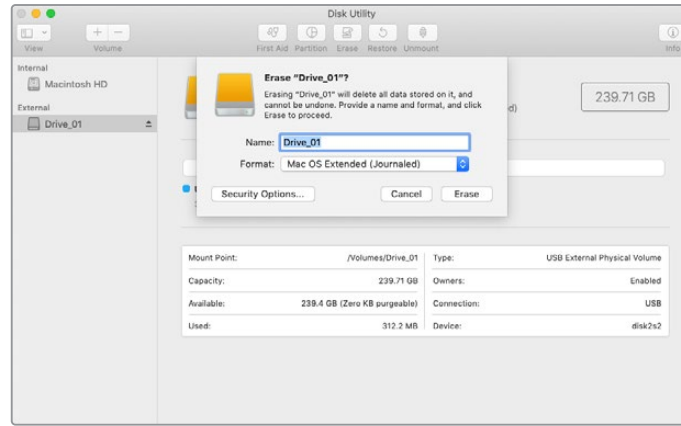 Disk Utility
View
Volume
First Aid
Partition
Erase
Restore
Unmount
Info
Internal
Macintosh HD
External
Drive_01
Erase “Drive_01”?
Erasing “Drive_01” will delete all data stored on it, and
cannot be undone. Provide a name and format, and click
Erase to proceed.
Name: Drive_01
Format: Mac OS Extended (Journaled)
Security Options...
Cancel
Erase
d)
239.71 GB
Mount Point: /Volumes/Drive_01
Type: USB External Physical Volume
Capacity: 239.71 GB
Owners: Enabled
Available: 239.4 GB (Zero KB purgeable)
Connection: USB
Used: 312.2 MB
Device: disk2s2